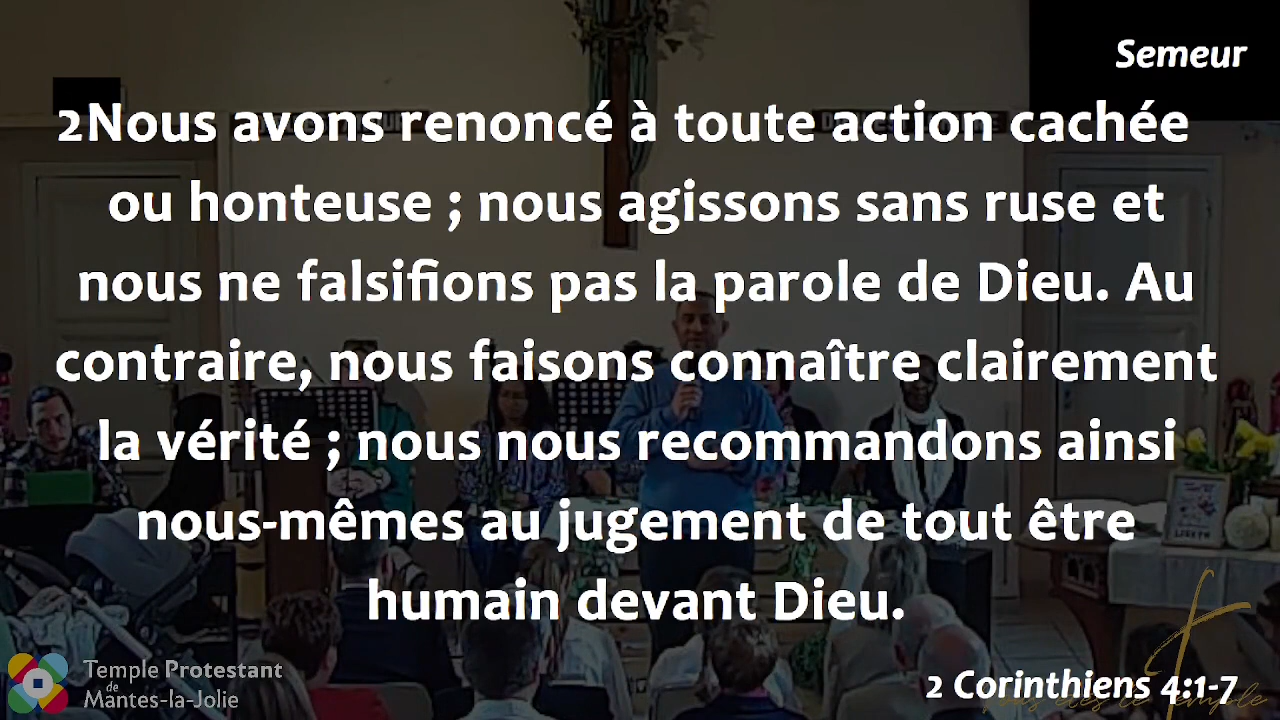 Semeur
2Nous avons renoncé à toute action cachée
ou honteuse ; nous agissons sans ruse et
nous ne falsifions pas la parole de Dieu. Au
contraire, nous faisons connaître clairement
la vérité ; nous nous recommandons ainsi
nous-mêmes au jugement de tout être
humain devant Dieu.
2 Corinthiens 4:1-7
Temple Protestant
de
Mantes-la-Jolie